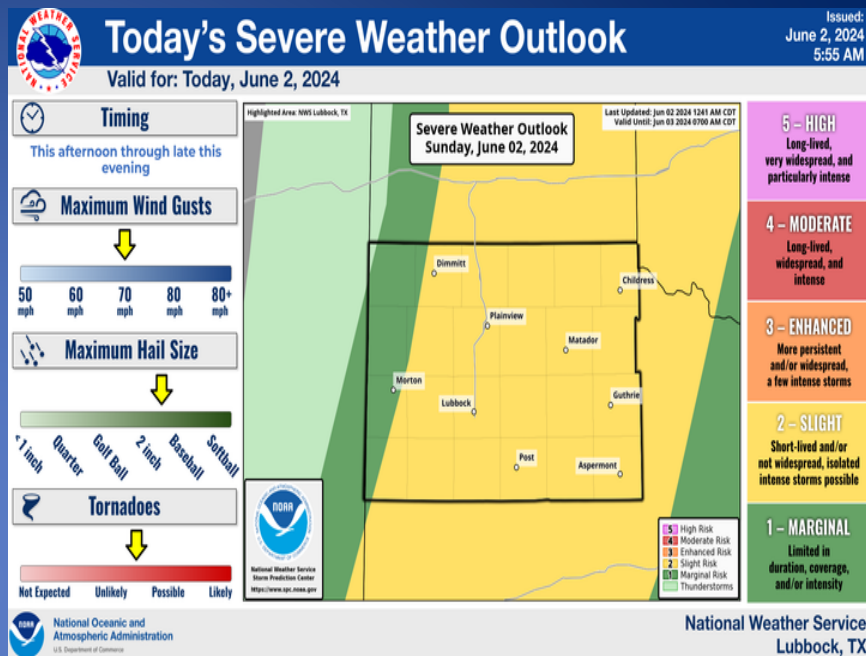 NATIONAL WEATHER SERVICE
Today's Severe Weather Outlook
Issued:
June 2, 2024
5:55 AM
Valid for: Today, June 2, 2024
Timing
This afternoon through late this
evening
Maximum Wind Gusts
50 60 70 80 80+
mph mph mph mph mph
Maximum Hail Size
<1 inch Quarter Golf Ball 2 inch Baseball Softball
Tornadoes
Not Expected Unlikely Possible Likely
Highlighted Area: NWS Lubbock, TX
Severe Weather Outlook
Sunday, June 02, 2024
Last Updated: Jun 02 2024 1241 AM CDT
Valid Until: Jun 03 2024 0700 AM CDT
Dimmitt
Childress
Plainview
Matador
Morton
Lubbock
Guthrie
Post
Aspermont
NOAA
National Weather Service
Storm Prediction Center
https://www.spc.noaa.gov
5 High Risk
4 Moderate Risk
3 Enhanced Risk
2 Slight Risk
1 Marginal Risk
Thunderstorms
5 – HIGH
Long-lived,
very widespread, and
particularly intense
4 – MODERATE
Long-lived,
widespread, and
intense
3 – ENHANCED
More persistent
and/or widespread,
a few intense storms
2 – SLIGHT
Short-lived and/or
not widespread, isolated
intense storms possible
1 – MARGINAL
Limited in
duration, coverage,
and/or intensity
NOAA
National Oceanic and
Atmospheric Administration
U.S. Department of Commerce
National Weather Service
Lubbock, TX